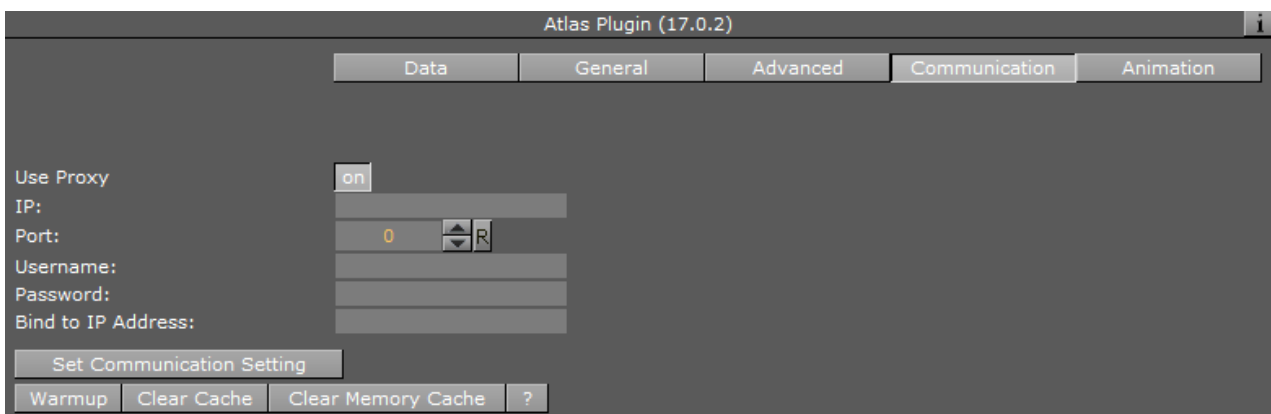 Atlas Plugin (17.0.2) i
Data General Advanced Communication Animation
Use Proxy on
IP:
Port: 0 R
Username:
Password:
Bind to IP Address:
Set Communication Setting
Warmup Clear Cache Clear Memory Cache ?